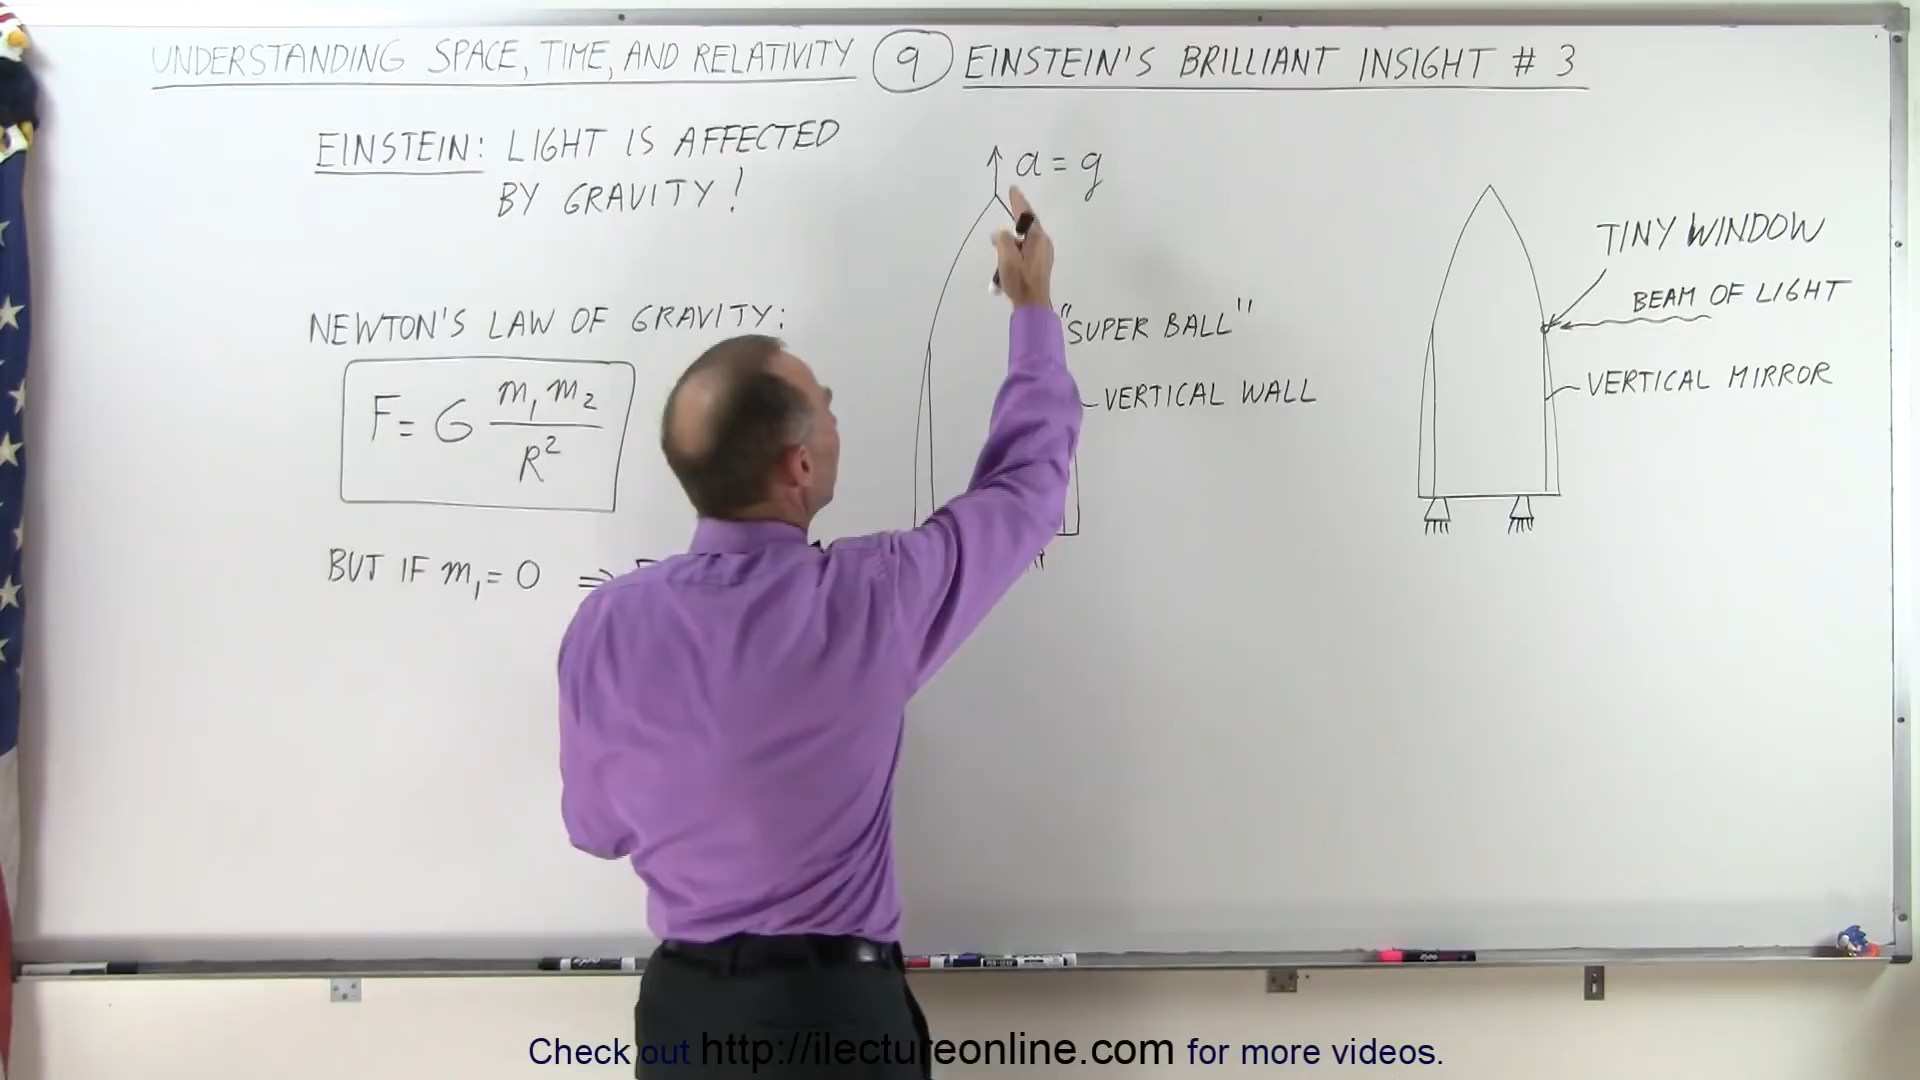 UNDERSTANDING SPACE, TIME, AND RELATIVITY 9 EINSTEIN'S BRILLIANT INSIGHT # 3
EINSTEIN: LIGHT IS AFFECTED
BY GRAVITY!
NEWTON'S LAW OF GRAVITY:
F = G m₁ m₂ / R²
BUT IF m₁ = 0 ⇒
a = g
"SUPER BALL"
VERTICAL WALL
TINY WINDOW
BEAM OF LIGHT
VERTICAL MIRROR
Check out http://ilectureonline.com for more videos.